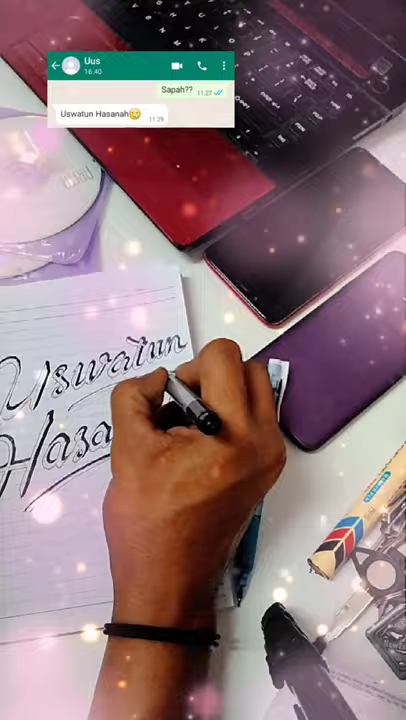 Uus
16.40
Sapah?? 11.27
Uswatun Hasanah😁 11.29
Uswatun
Hasa